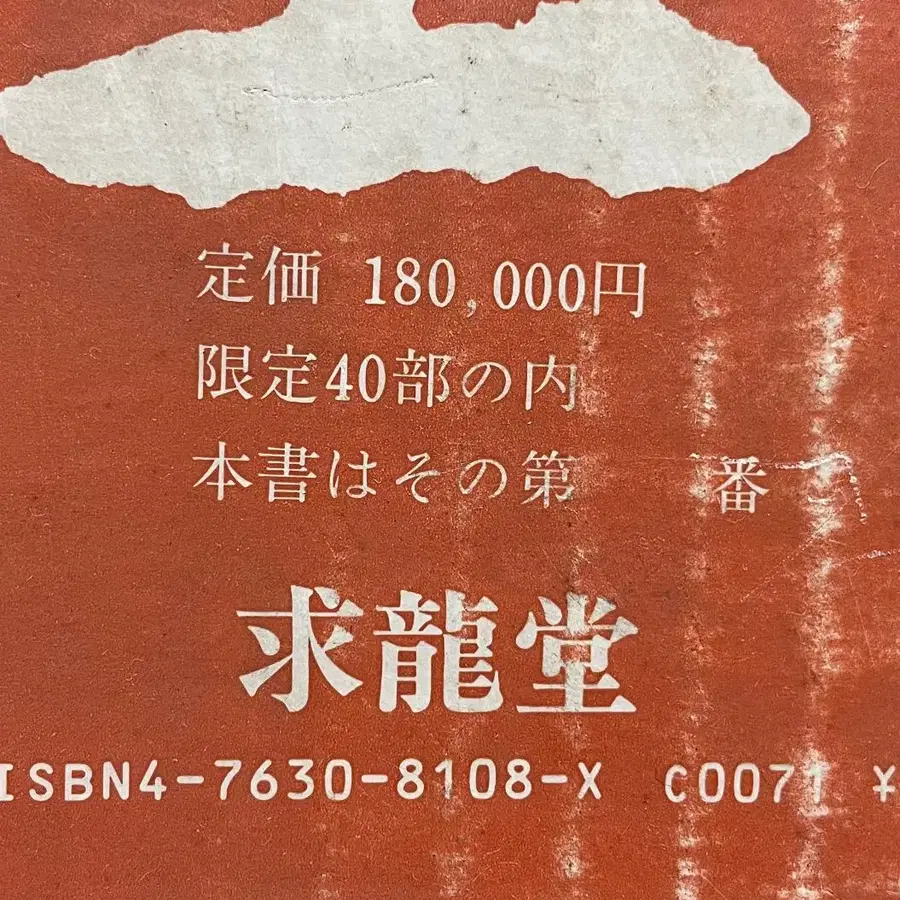 定価 180,000円
限定40部の内
本書はその第 番
求龍堂
ISBN4-7630-8108-X C0071 ¥